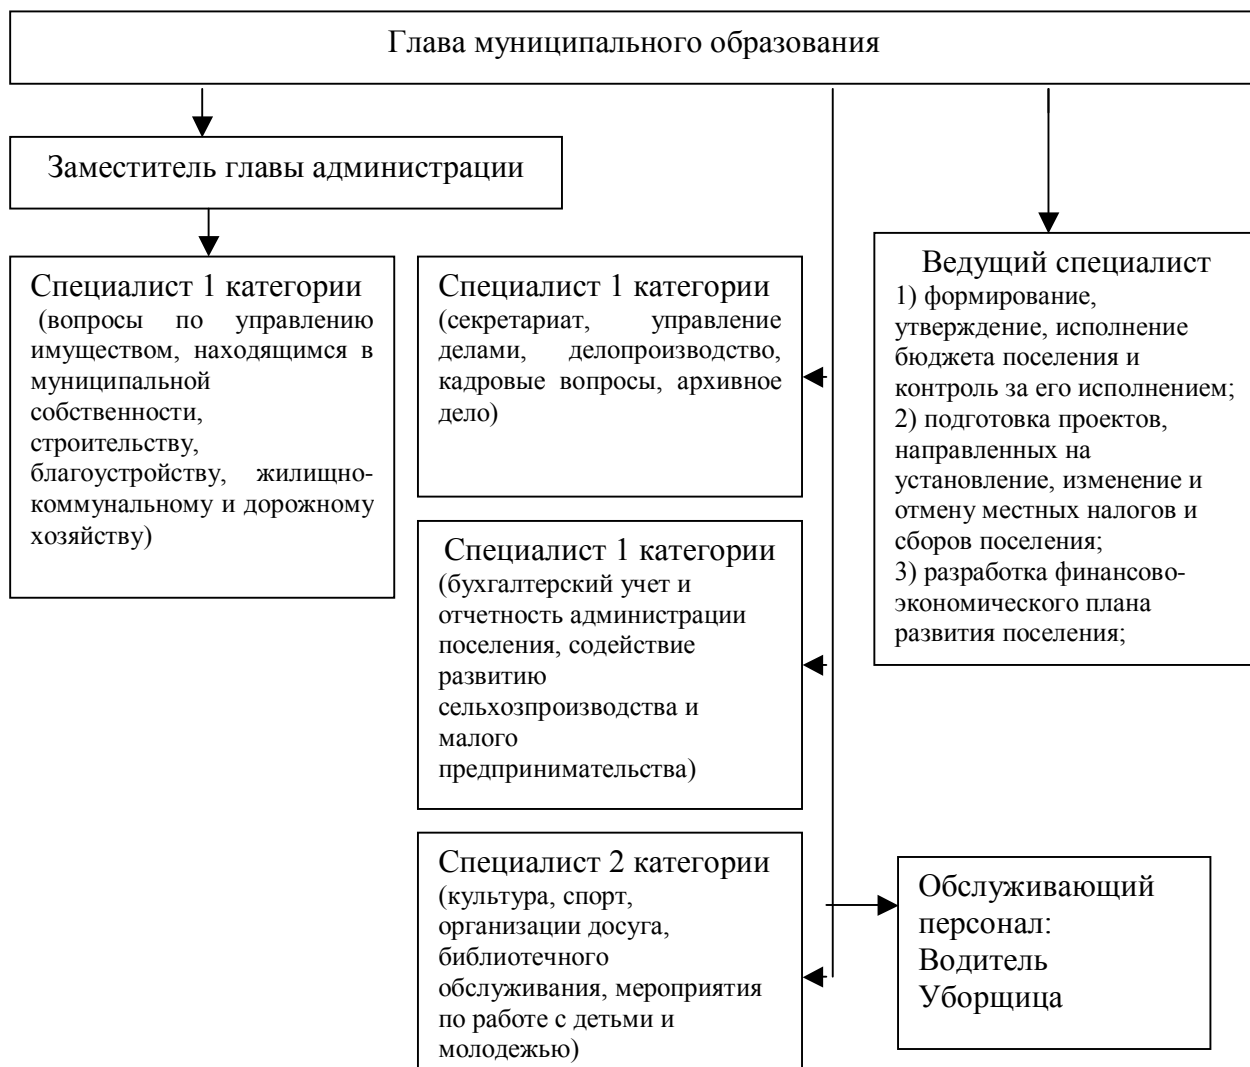 Глава муниципального образования
Заместитель главы администрации
Специалист 1 категории
(вопросы по управлению
имуществом, находящимся в
муниципальной
собственности,
строительству,
благоустройству, жилищно-
коммунальному и дорожному
хозяйству)
Специалист 1 категории
(секретариат, управление
делами, делопроизводство,
кадровые вопросы, архивное
дело)
Специалист 1 категории
(бухгалтерский учет и
отчетность администрации
поселения, содействие
развитию
сельхозпроизводства и
малого
предпринимательства)
Специалист 2 категории
(культура, спорт,
организации досуга,
библиотечного
обслуживания, мероприятия
по работе с детьми и
молодежью)
Ведущий специалист
1) формирование,
утверждение, исполнение
бюджета поселения и
контроль за его исполнением;
2) подготовка проектов,
направленных на
установление, изменение и
отмену местных налогов и
сборов поселения;
3) разработка финансово-
экономического плана
развития поселения;
Обслуживающий
персонал:
Водитель
Уборщица